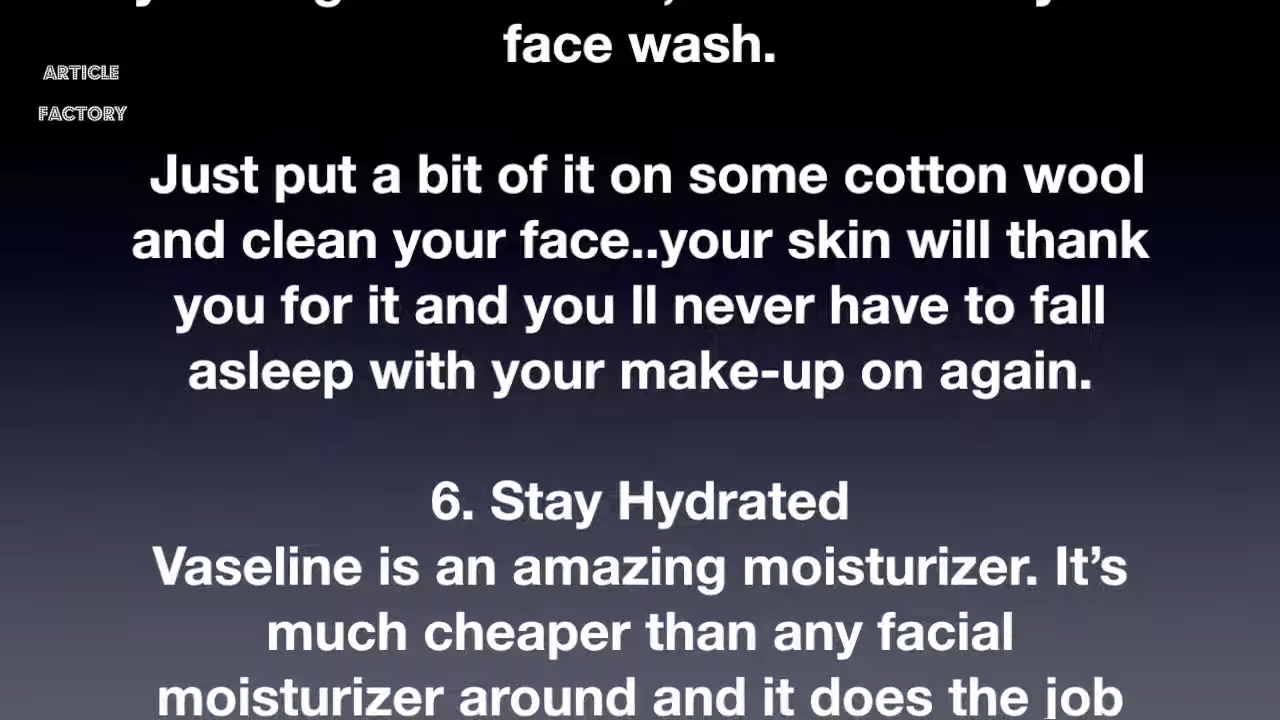 face wash.
ARTICLE
FACTORY
Just put a bit of it on some cotton wool
and clean your face..your skin will thank
you for it and you ll never have to fall
asleep with your make-up on again.
6. Stay Hydrated
Vaseline is an amazing moisturizer. It’s
much cheaper than any facial
moisturizer around and it does the job